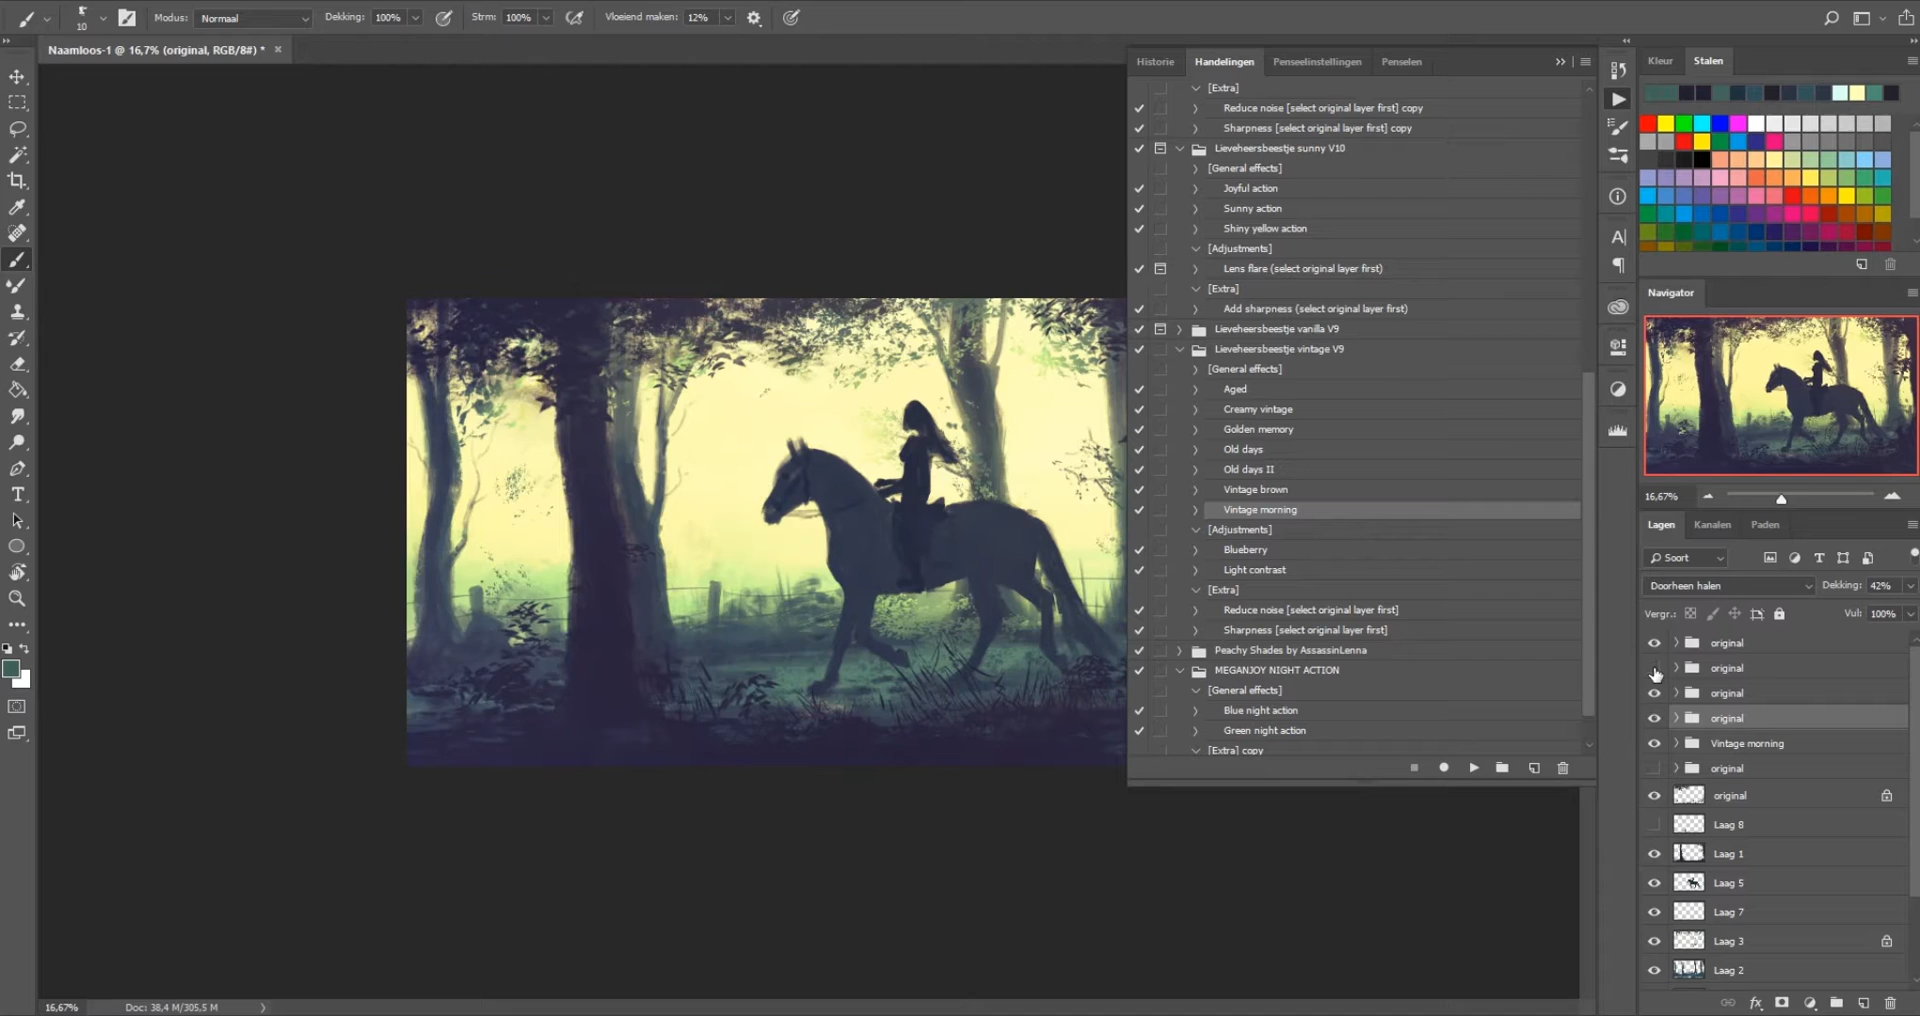 10 Modus: Normaal Dekking: 100% Strm: 100% Vloeiend maken: 12%
Naamloos-1 @ 16,7% (original, RGB/8#) * ×
Historie Handelingen Penseelinstellingen Penselen
[Extra]
Reduce noise [select original layer first] copy
Sharpness [select original layer first] copy
Lieveheersbeestje sunny V10
[General effects]
Joyful action
Sunny action
Shiny yellow action
[Adjustments]
Lens flare (select original layer first)
[Extra]
Add sharpness (select original layer first)
Lieveheersbeestje vanilla V9
Lieveheersbeestje vintage V9
[General effects]
Aged
Creamy vintage
Golden memory
Old days
Old days II
Vintage brown
Vintage morning
[Adjustments]
Blueberry
Light contrast
[Extra]
Reduce noise [select original layer first]
Sharpness [select original layer first]
Peachy Shades by AssassinLenna
MEGANJOY NIGHT ACTION
[General effects]
Blue night action
Green night action
[Extra] copy
Kleur Stalen
Navigator
16,67%
Lagen Kanalen Paden
Soort
Doorheen halen Dekking: 42%
Vergr.: Vul: 100%
original
original
original
original
Vintage morning
original
original
Laag 8
Laag 1
Laag 5
Laag 7
Laag 3
Laag 2
fx
16,67% Doc: 38,4 M/305,5 M